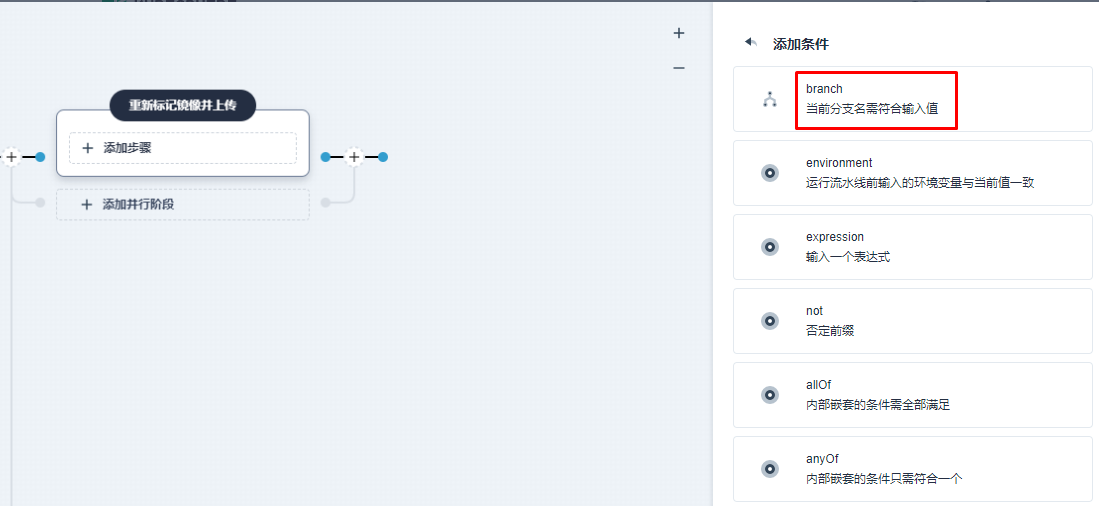 重新标记镜像并上传
添加步骤
添加并行阶段
添加条件
branch
当前分支名需符合输入值
environment
运行流水线前输入的环境变量与当前值一致
expression
输入一个表达式
not
否定前缀
allOf
内部嵌套的条件需全部满足
anyOf
内部嵌套的条件只需符合一个